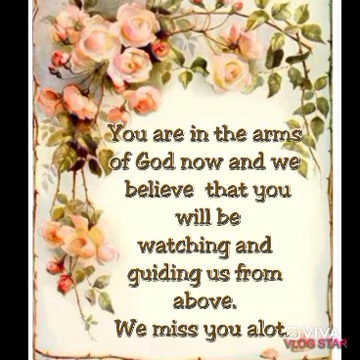 You are in the arms
of God now and we
believe that you
will be
watching and
guiding us from
above.
We miss you alot.
VIVA
VLOG STAR